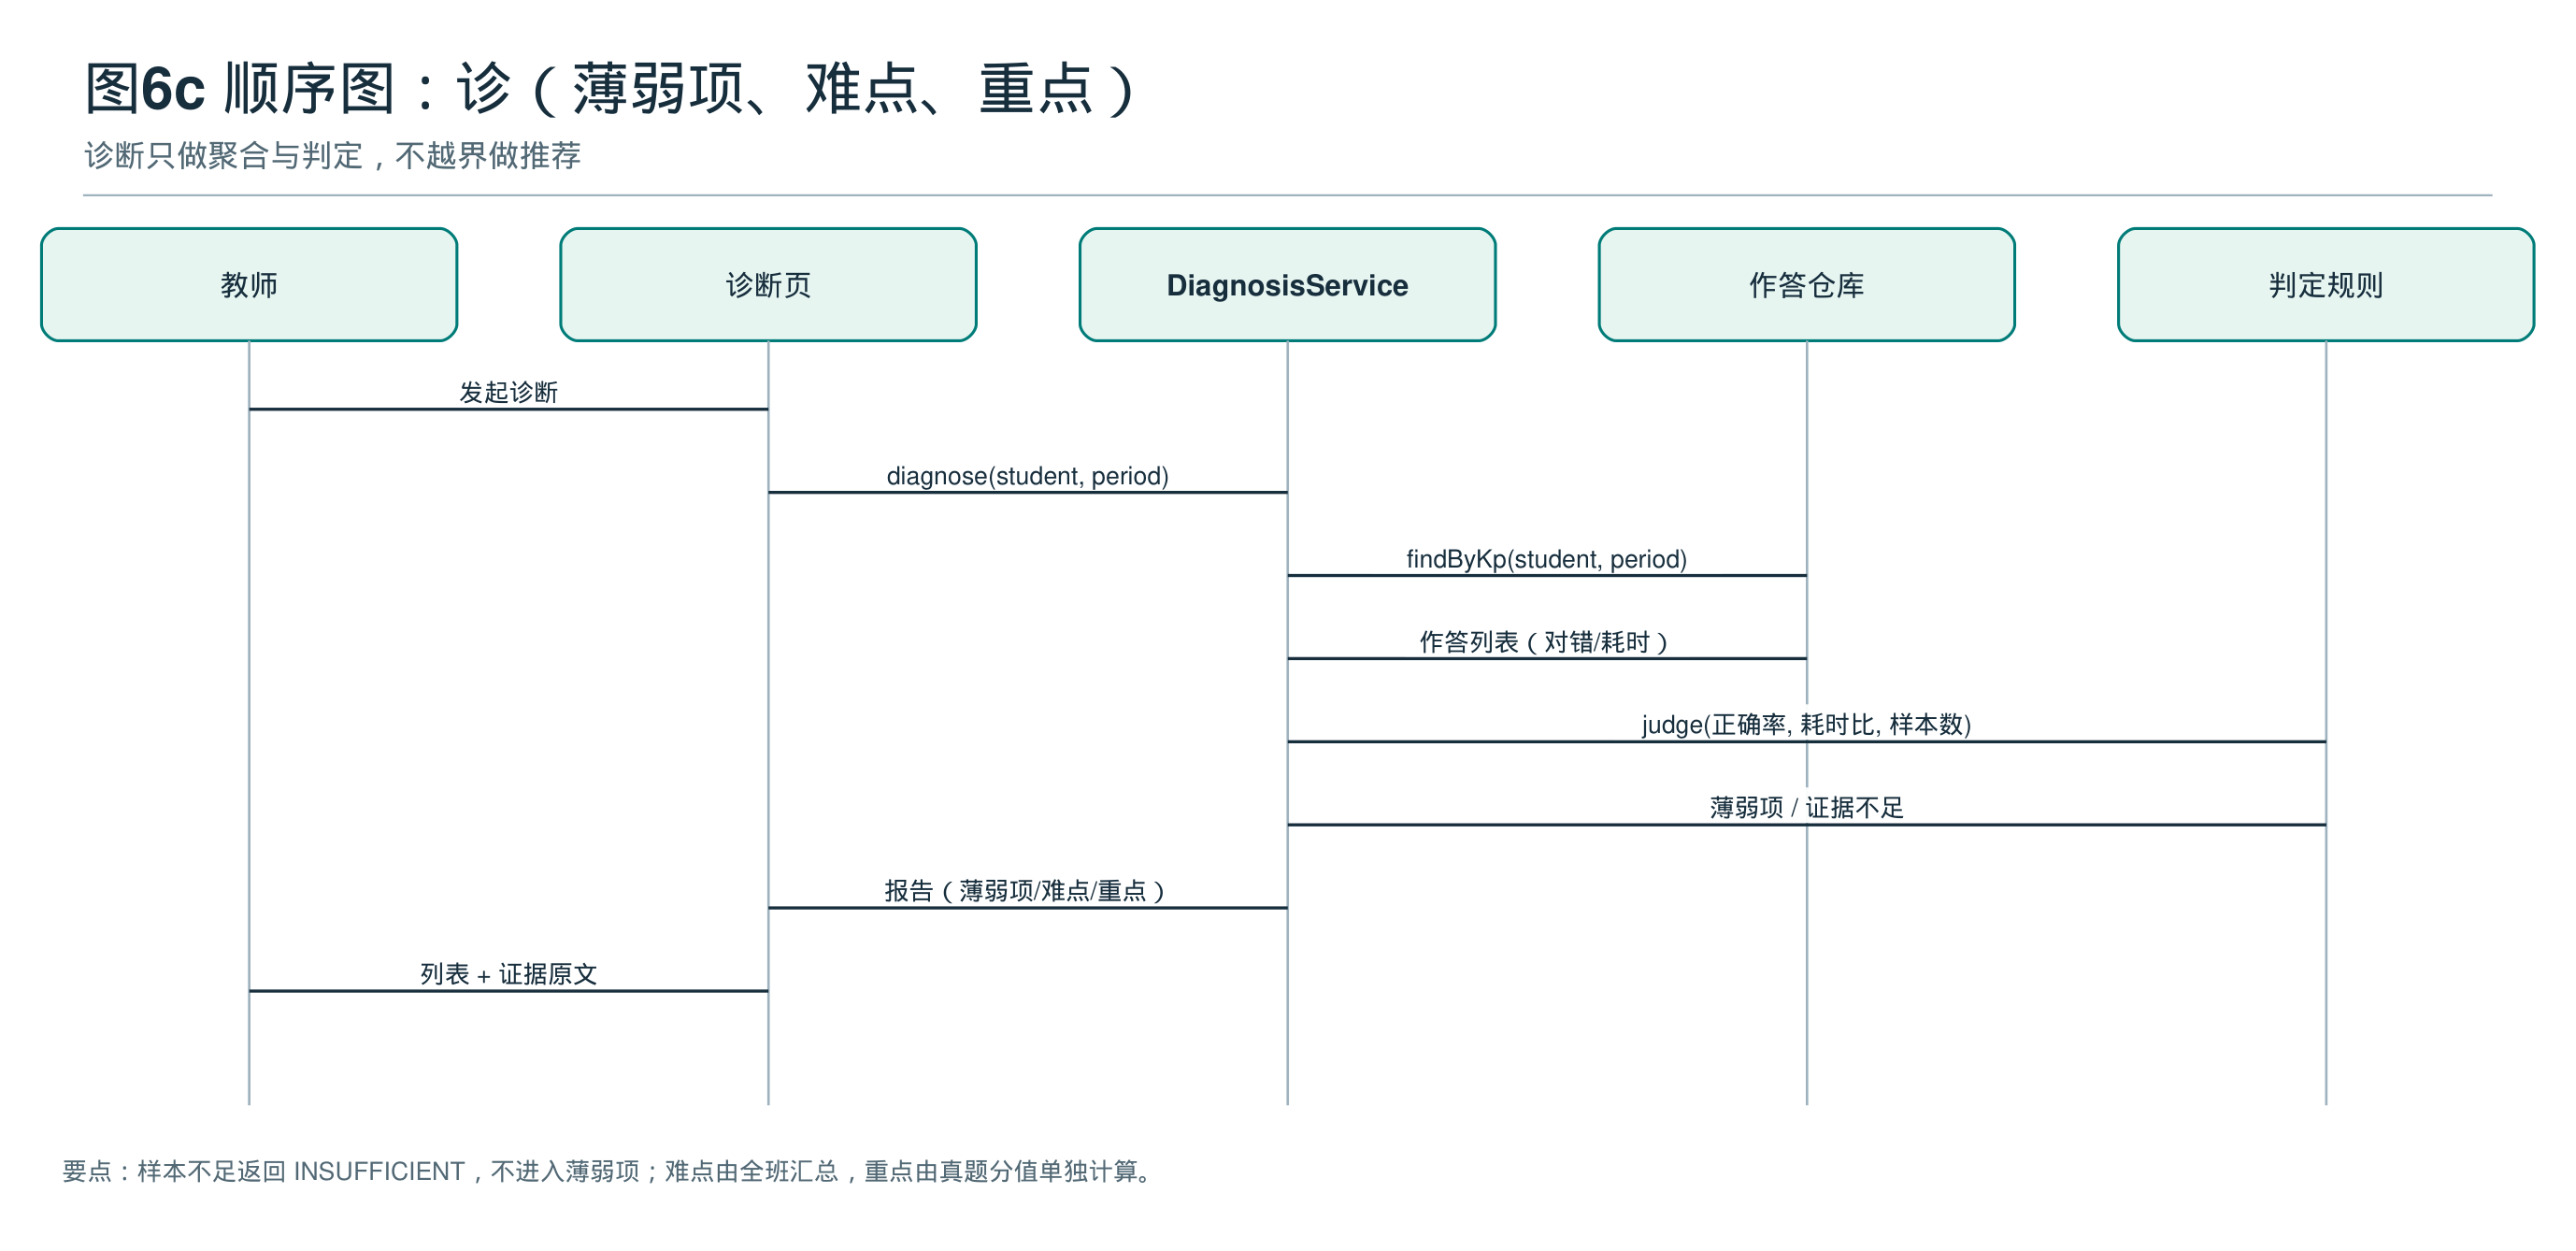 图6c 顺序图：诊（薄弱项、难点、重点）
诊断只做聚合与判定，不越界做推荐
教师
诊断页
DiagnosisService
作答仓库
判定规则
发起诊断
diagnose(student, period)
findByKp(student, period)
作答列表（对错/耗时）
judge(正确率, 耗时比, 样本数)
薄弱项 / 证据不足
报告（薄弱项/难点/重点）
列表 + 证据原文
要点：样本不足返回 INSUFFICIENT，不进入薄弱项；难点由全班汇总，重点由真题分值单独计算。